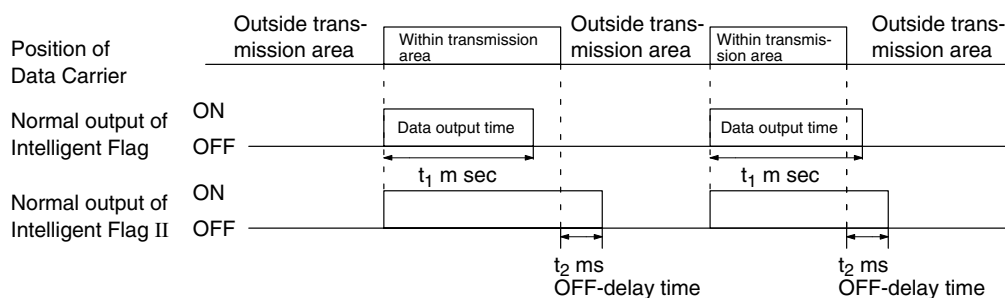 Outside trans-
mission area
Outside trans-
mission area
Outside trans-
mission area
Position of
Data Carrier
Within transmission
area
Within transmis-
sion area
Normal output of
Intelligent Flag
ON
OFF
Data output time
Data output time
t1 m sec
t1 m sec
Normal output of
Intelligent Flag II
ON
OFF
t2 ms
OFF-delay time
t2 ms
OFF-delay time